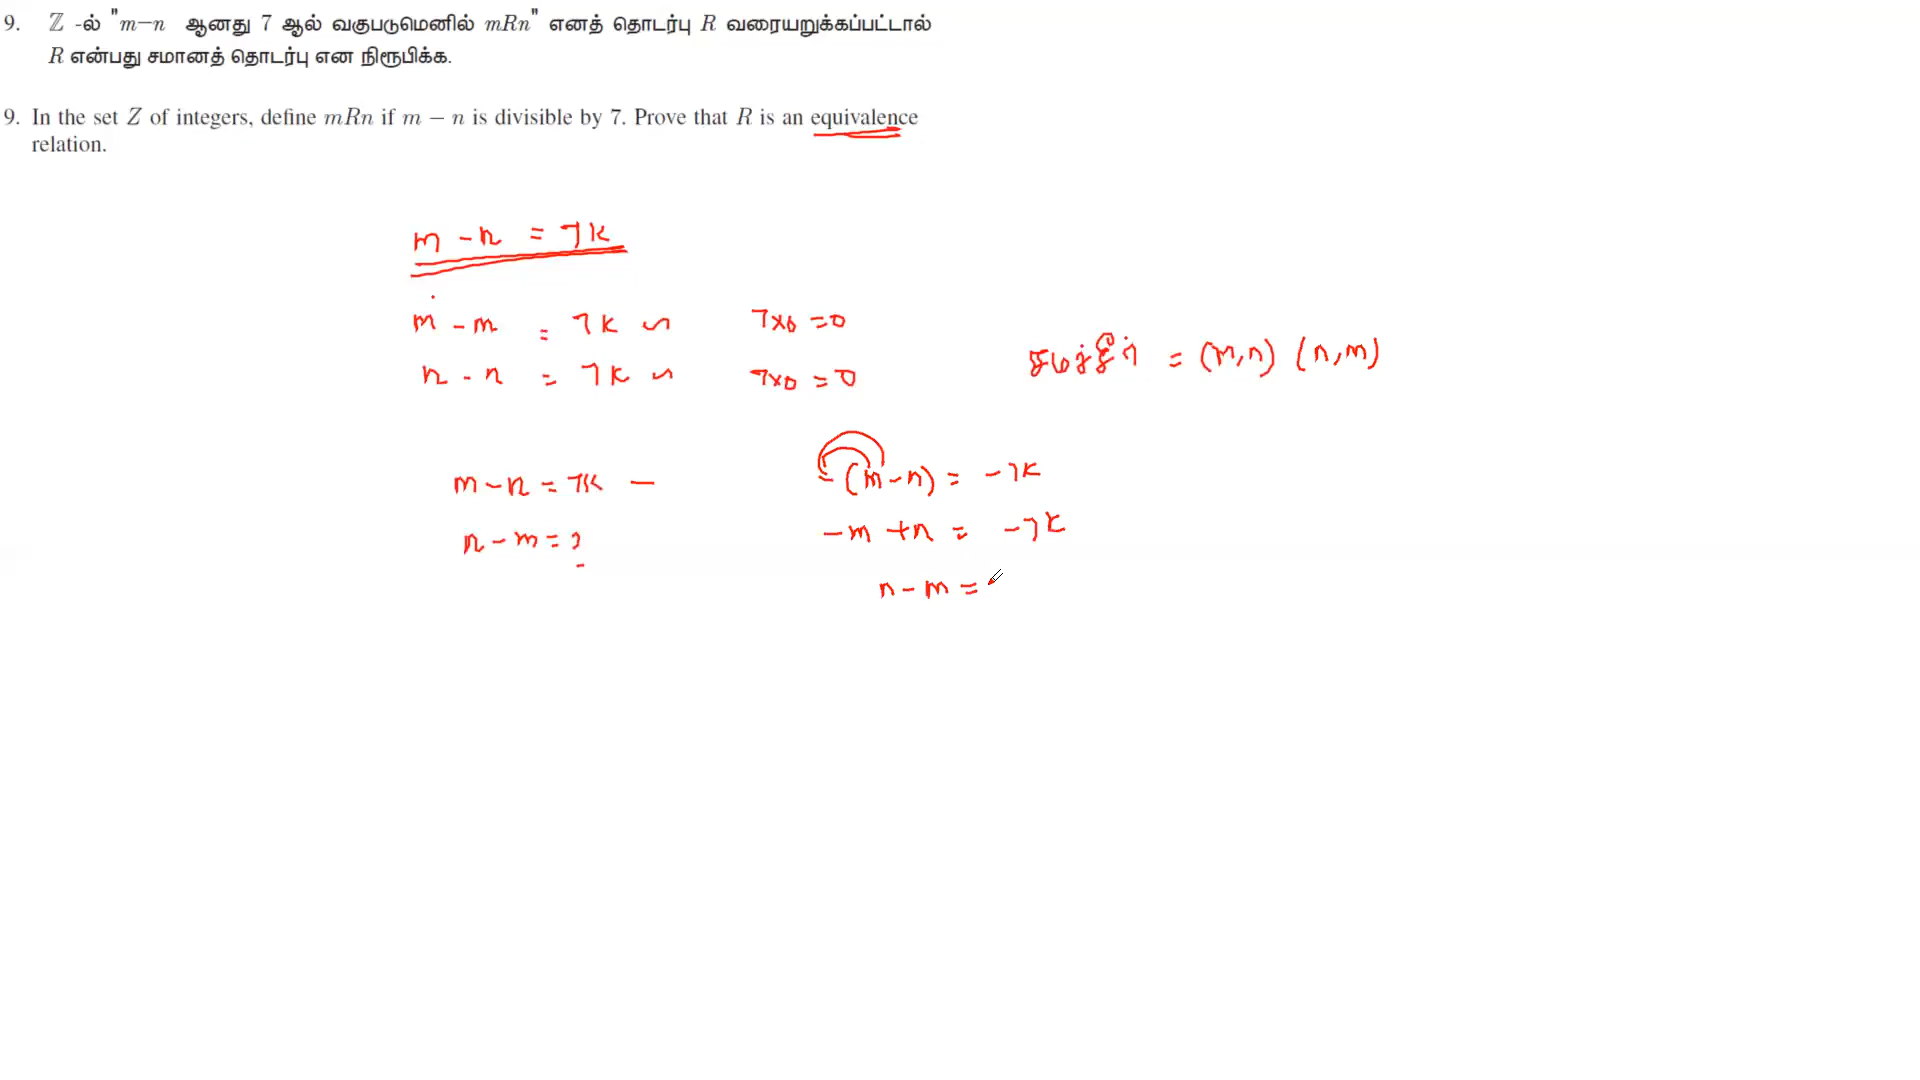 9. ℤ -ல் "m−n ஆனது 7 ஆல் வகுபடுமெனில் mRn" எனத் தொடர்பு R வரையறுக்கப்பட்டால்
R என்பது சமானத் தொடர்பு என நிரூபிக்க.
9. In the set Z of integers, define mRn if m − n is divisible by 7. Prove that R is an equivalence
relation.
m - n = 7k
m - m = 7k 7×0 = 0
n - n = 7k 7×0 = 0
= (m,n) (n,m)
m - n = 7k - -(m-n) = -7k
n - m = ? -m + n = -7k
n - m =